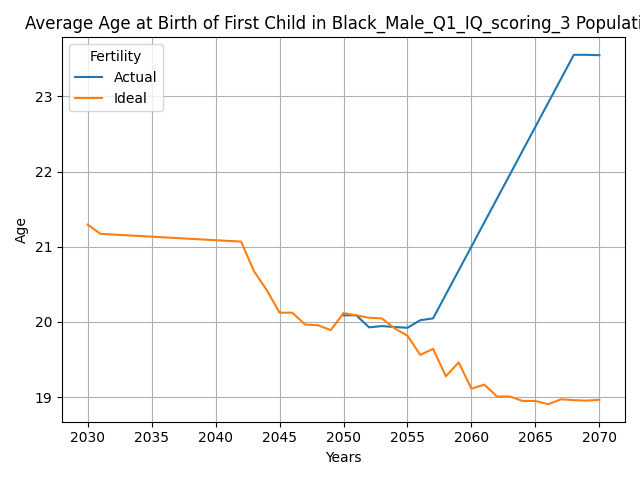 Average Age at Birth of First Child in Black_Male_Q1_IQ_scoring_3 Populati
Fertility
Actual
Ideal
Age
23
22
21
20
19
2030 2035 2040 2045 2050 2055 2060 2065 2070
Years